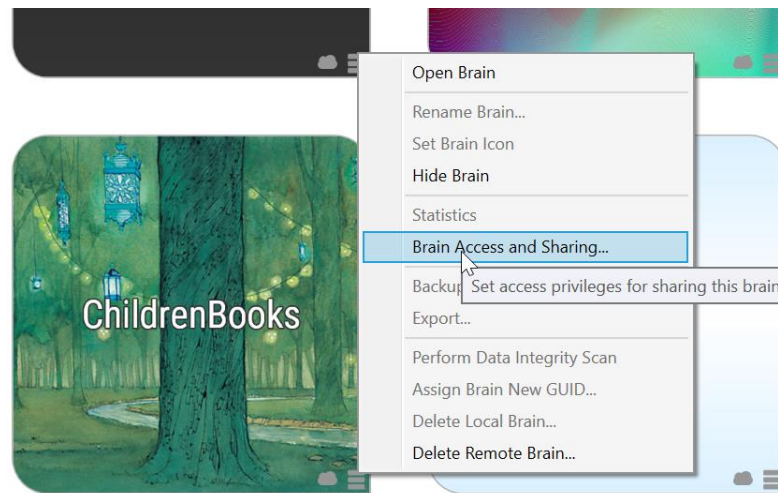 Open Brain
Rename Brain...
Set Brain Icon
Hide Brain
Statistics
Brain Access and Sharing...
Backup
Set access privileges for sharing this brain
Export...
Perform Data Integrity Scan
Assign Brain New GUID...
Delete Local Brain...
Delete Remote Brain...
ChildrenBooks